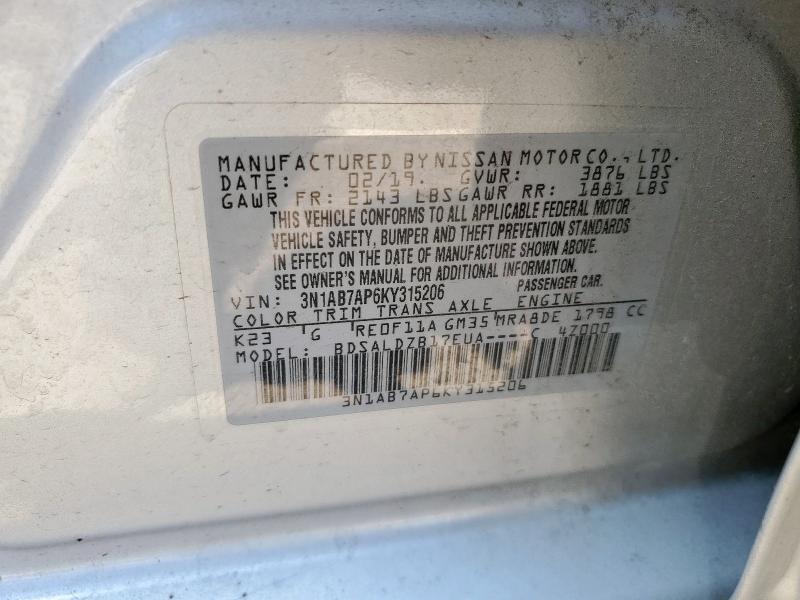 MANUFACTURED BY NISSAN MOTOR CO., LTD.
DATE: 02/19. GVWR: 3876 LBS
GAWR FR: 2143 LBS GAWR RR: 1881 LBS
THIS VEHICLE CONFORMS TO ALL APPLICABLE FEDERAL MOTOR
VEHICLE SAFETY, BUMPER AND THEFT PREVENTION STANDARDS
IN EFFECT ON THE DATE OF MANUFACTURE SHOWN ABOVE.
SEE OWNER'S MANUAL FOR ADDITIONAL INFORMATION.
VIN: 3N1AB7AP6KY315206 PASSENGER CAR.
COLOR TRIM TRANS AXLE ENGINE
K23 'G 'RE0F11A GM35'MRA8DE 1798 CC
MODEL: BDSALDZB17EUA----C 4Z000
3N1AB7AP6KY315206